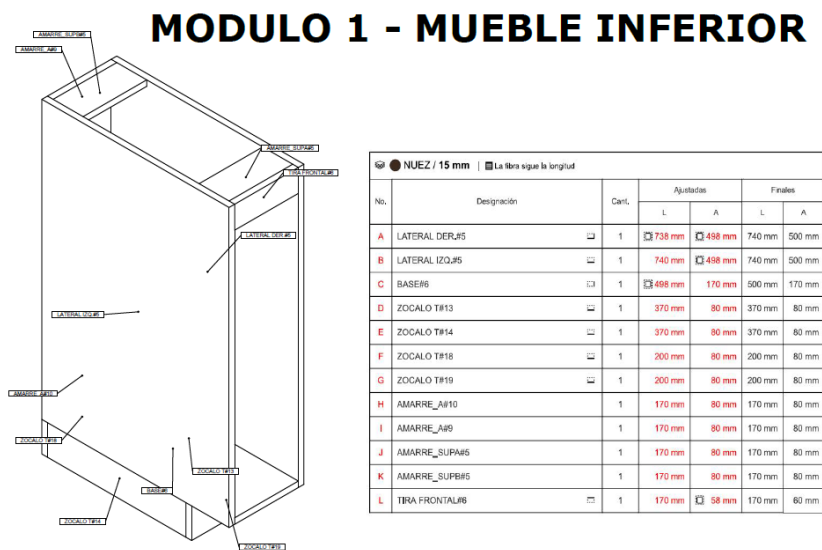 MODULO 1 - MUEBLE INFERIOR
AMARRE_SUPB#5
AMARRE_A#9
AMARRE_SUPA#5
TIRA FRONTAL#6
LATERAL DER.#5
LATERAL IZQ.#5
AMARRE_A#10
ZOCALO T#18
ZOCALO T#13
BASE#6
ZOCALO T#14
ZOCALO T#19
NUEZ / 15 mm | La fibra sigue la longitud
No. Designación Cant. Ajustadas Finales
L A L A
A LATERAL DER.#5 1 738 mm 498 mm 740 mm 500 mm
B LATERAL IZQ.#5 1 740 mm 498 mm 740 mm 500 mm
C BASE#6 1 498 mm 170 mm 500 mm 170 mm
D ZOCALO T#13 1 370 mm 80 mm 370 mm 80 mm
E ZOCALO T#14 1 370 mm 80 mm 370 mm 80 mm
F ZOCALO T#18 1 200 mm 80 mm 200 mm 80 mm
G ZOCALO T#19 1 200 mm 80 mm 200 mm 80 mm
H AMARRE_A#10 1 170 mm 80 mm 170 mm 80 mm
I AMARRE_A#9 1 170 mm 80 mm 170 mm 80 mm
J AMARRE_SUPA#5 1 170 mm 80 mm 170 mm 80 mm
K AMARRE_SUPB#5 1 170 mm 80 mm 170 mm 80 mm
L TIRA FRONTAL#6 1 170 mm 58 mm 170 mm 60 mm